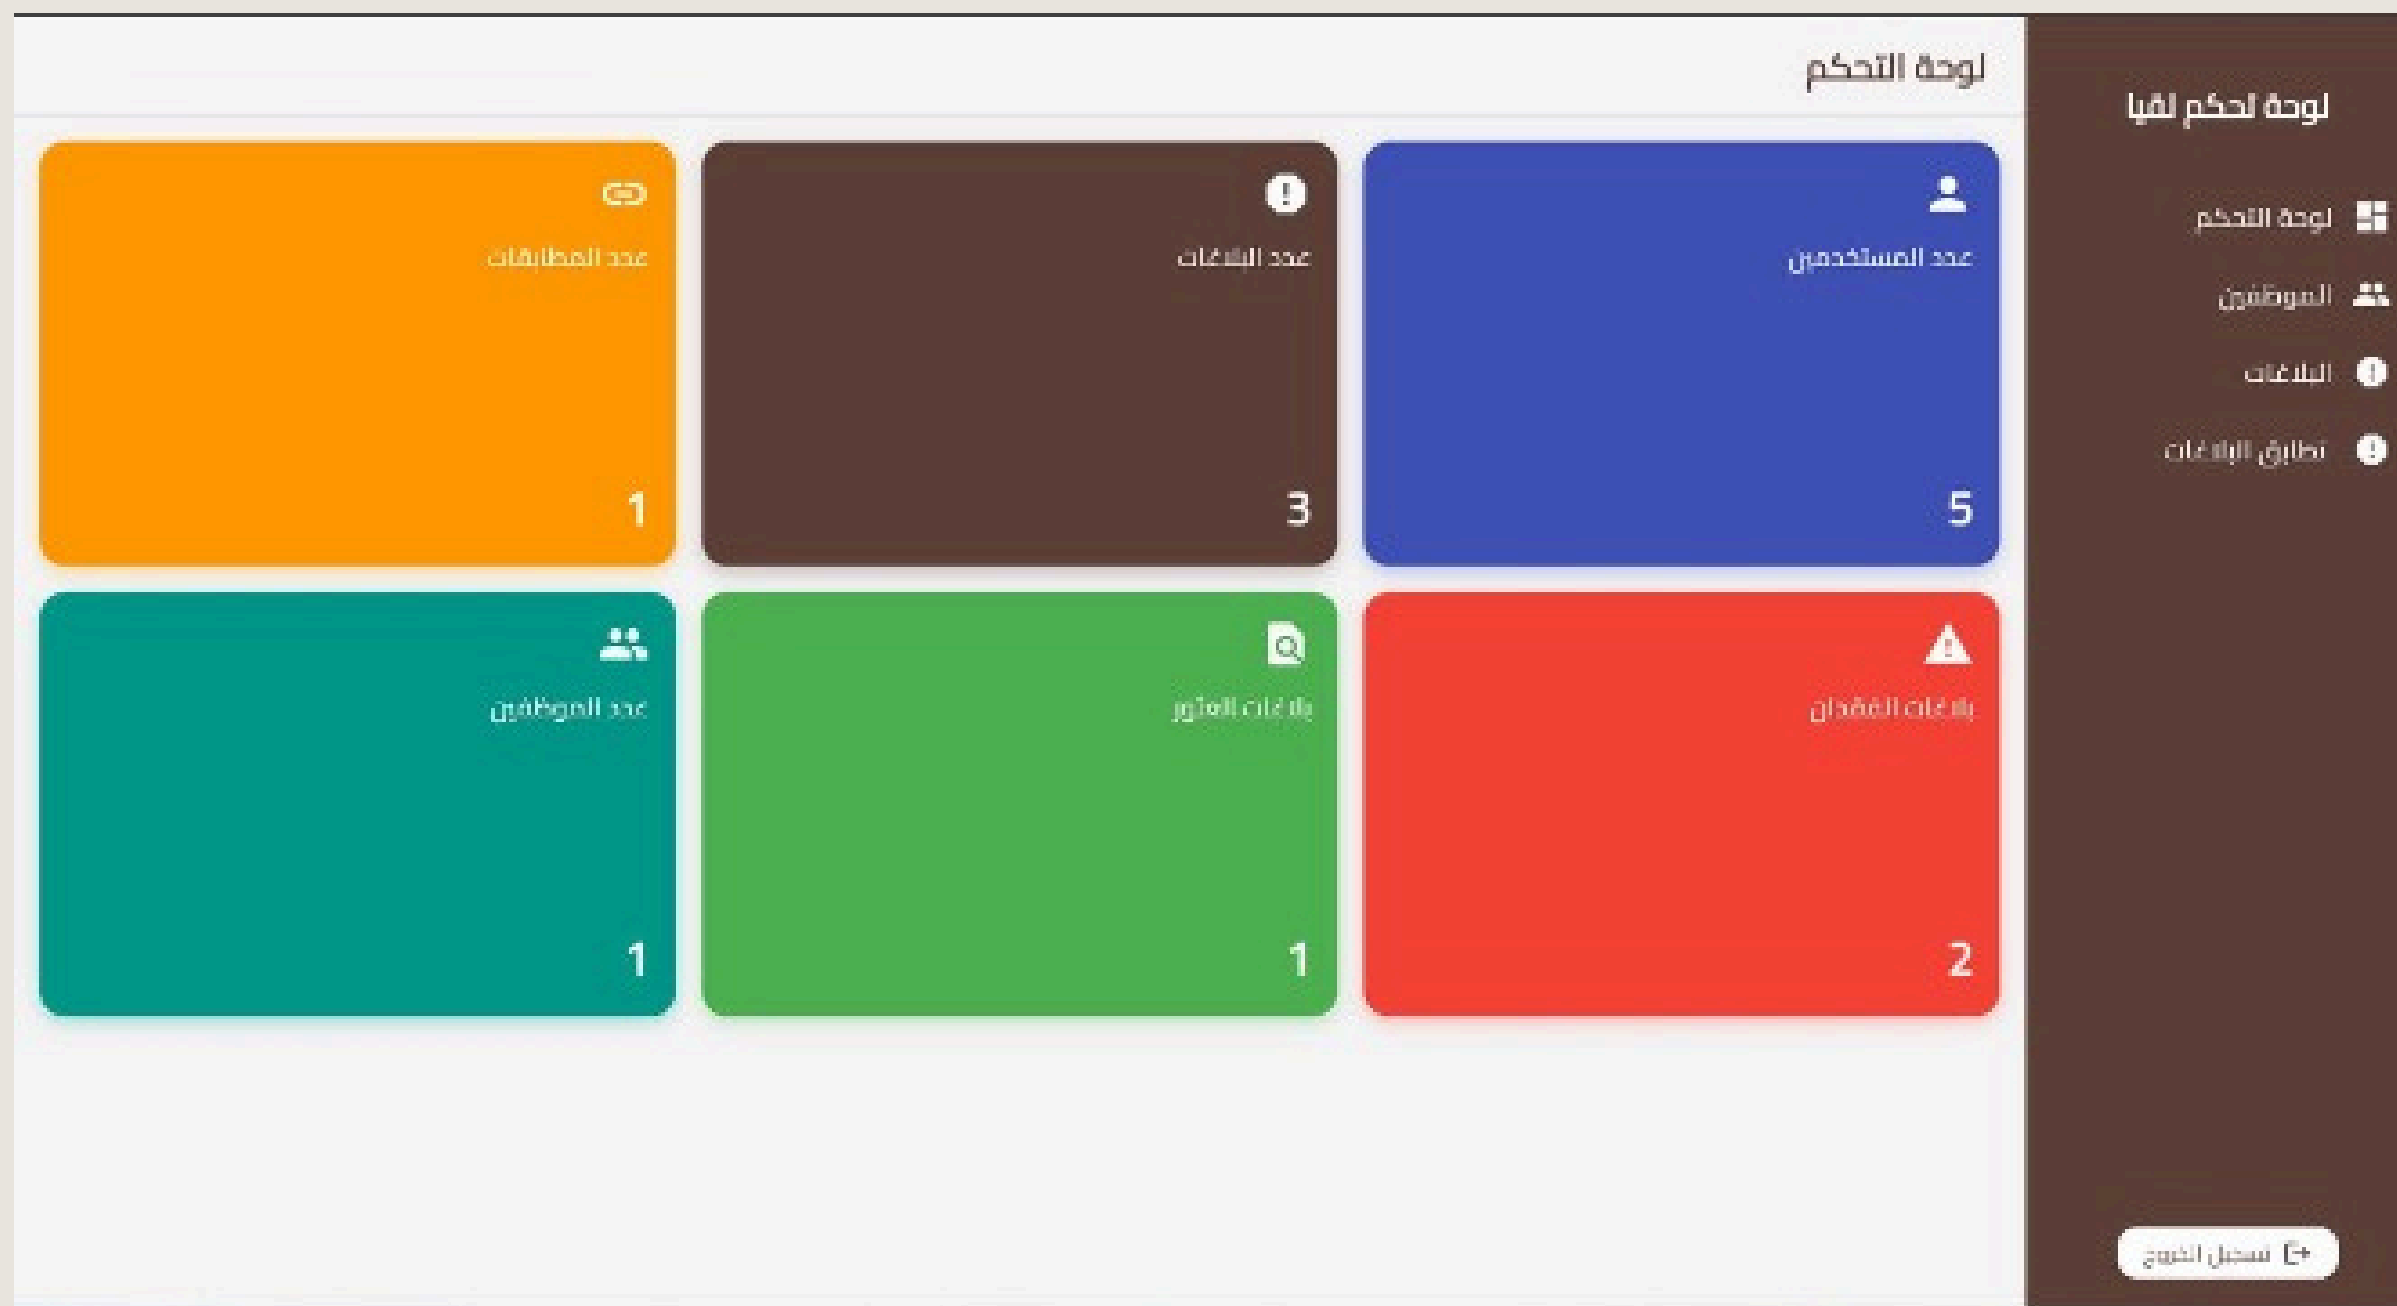 لوحة تحكم لقيا
لوحة التحكم
الموظفين
البلاغات
تطابق البلاغات
تسجيل الخروج
لوحة التحكم
عدد المستخدمين
5
عدد البلاغات
3
عدد المطابقات
1
بلاغات الفقدان
2
بلاغات العثور
1
عدد الموظفين
1